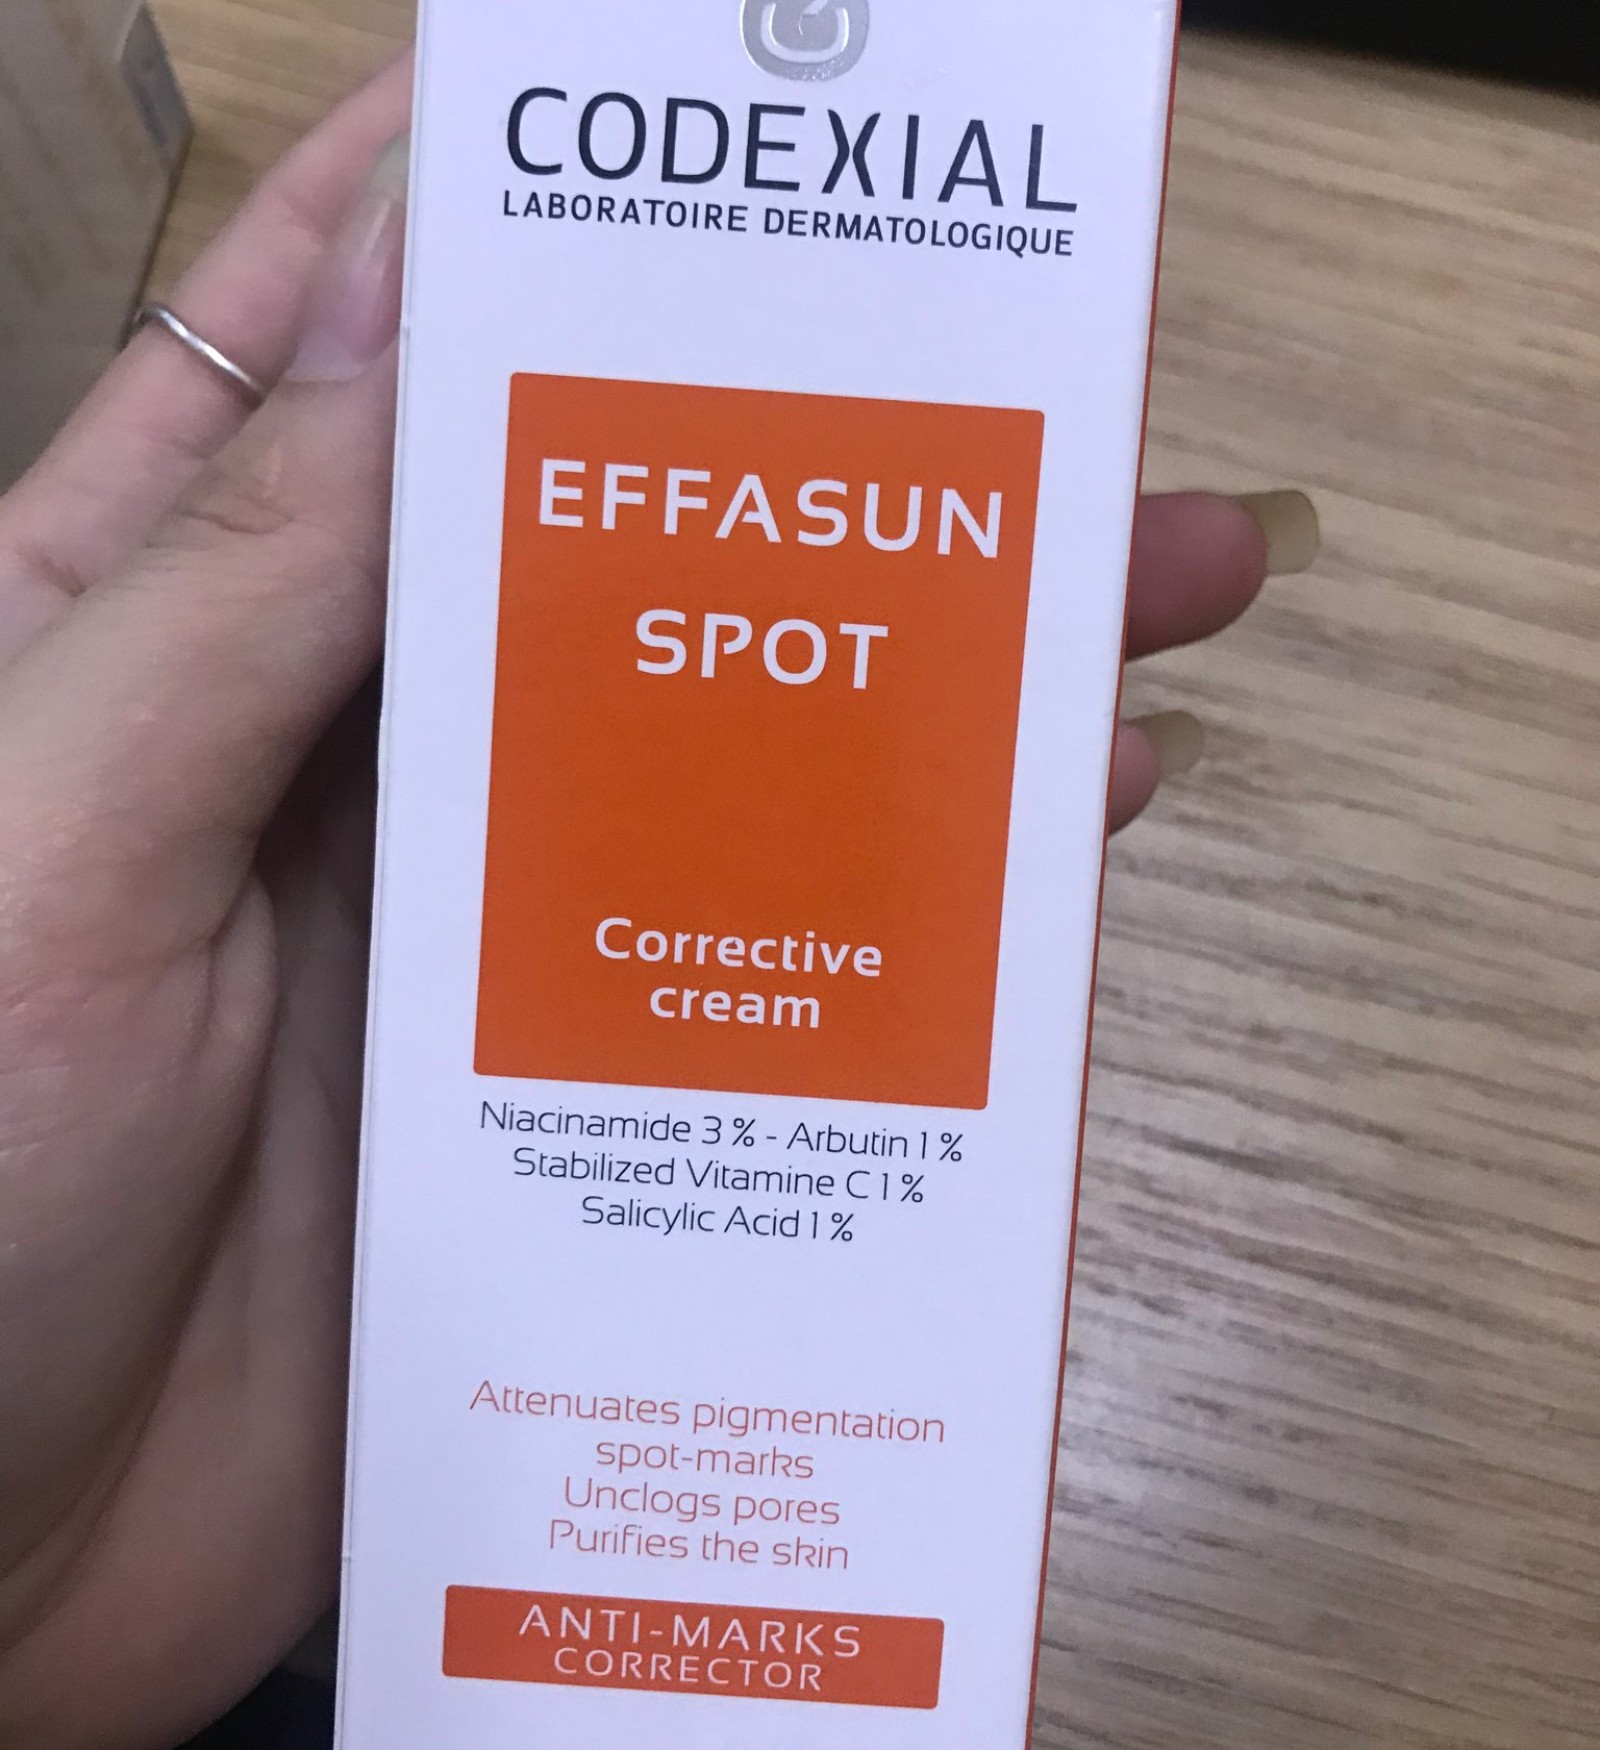 CODEXIAL
LABORATOIRE DERMATOLOGIQUE
EFFASUN
SPOT
Corrective
cream
Niacinamide 3 % - Arbutin 1 %
Stabilized Vitamine C 1 %
Salicylic Acid 1 %
Attenuates pigmentation
spot-marks
Unclogs pores
Purifies the skin
ANTI-MARKS
CORRECTOR